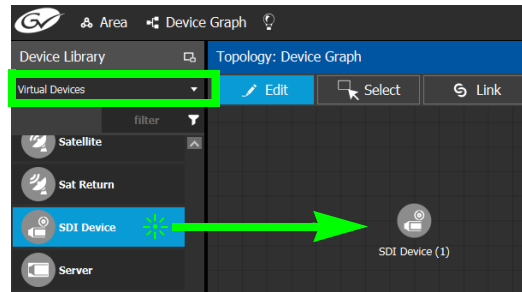 GV Area Device Graph
Device Library
Topology: Device Graph
Virtual Devices
Edit Select Link
filter
Satellite
Sat Return
SDI Device
SDI Device (1)
Server